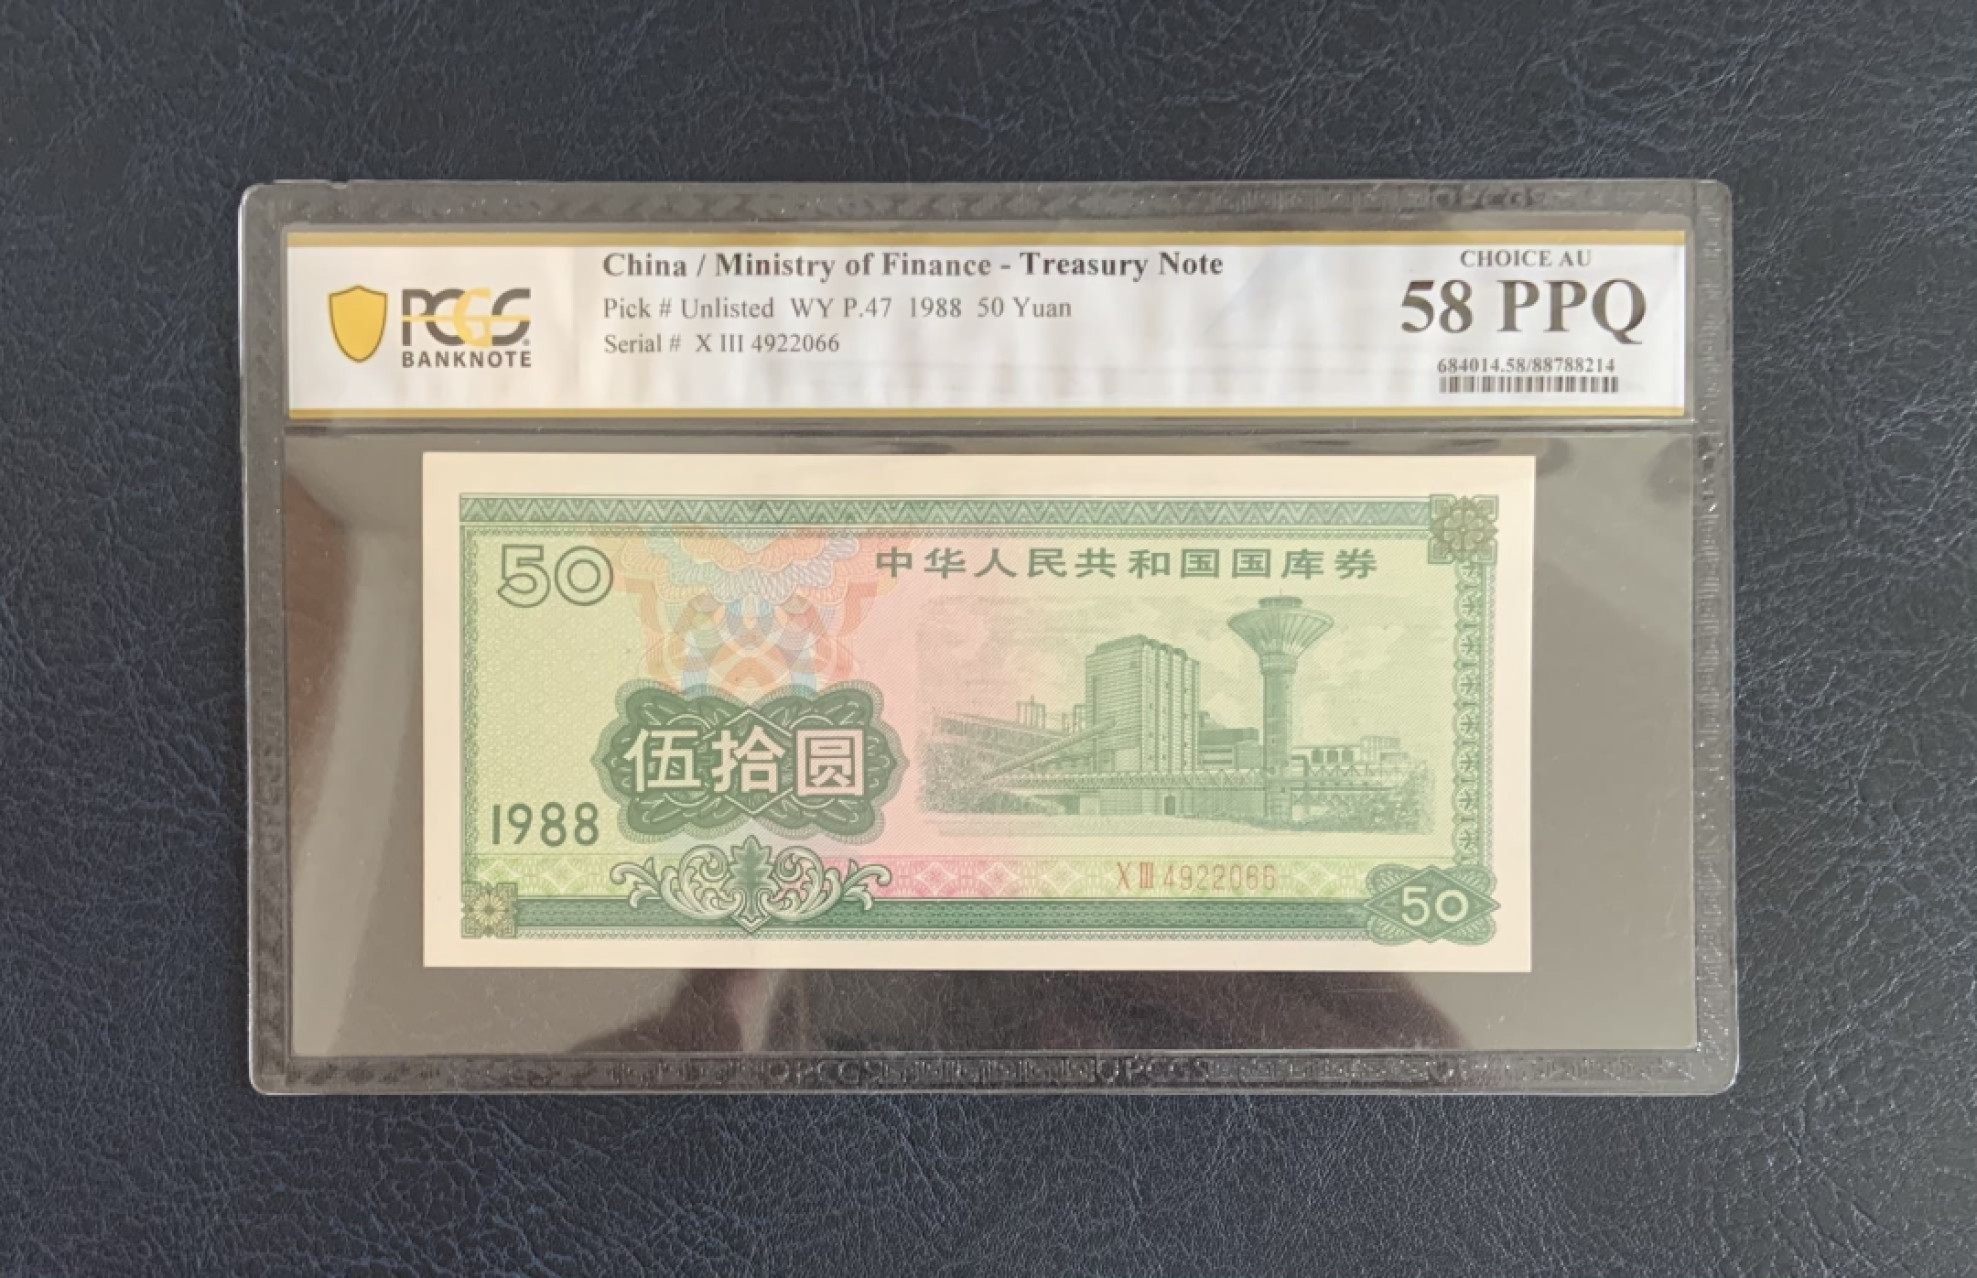 China / Ministry of Finance - Treasury Note
Pick # Unlisted WY P.47 1988 50 Yuan
Serial # X III 4922066
PCGS
BANKNOTE
CHOICE AU
58 PPQ
684014.58/88788214
50
中华人民共和国国库券
伍拾圆
1988
XIII 4922066
50
PCGS
PCGS